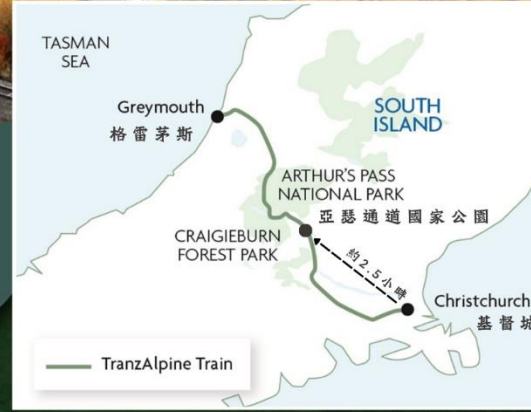 TASMAN
SEA
Greymouth
格雷茅斯
SOUTH
ISLAND
ARTHUR'S PASS
NATIONAL PARK
亞瑟通道國家公園
CRAIGIEBURN
FOREST PARK
約2.5小時
Christchurch
基督城
TranzAlpine Train